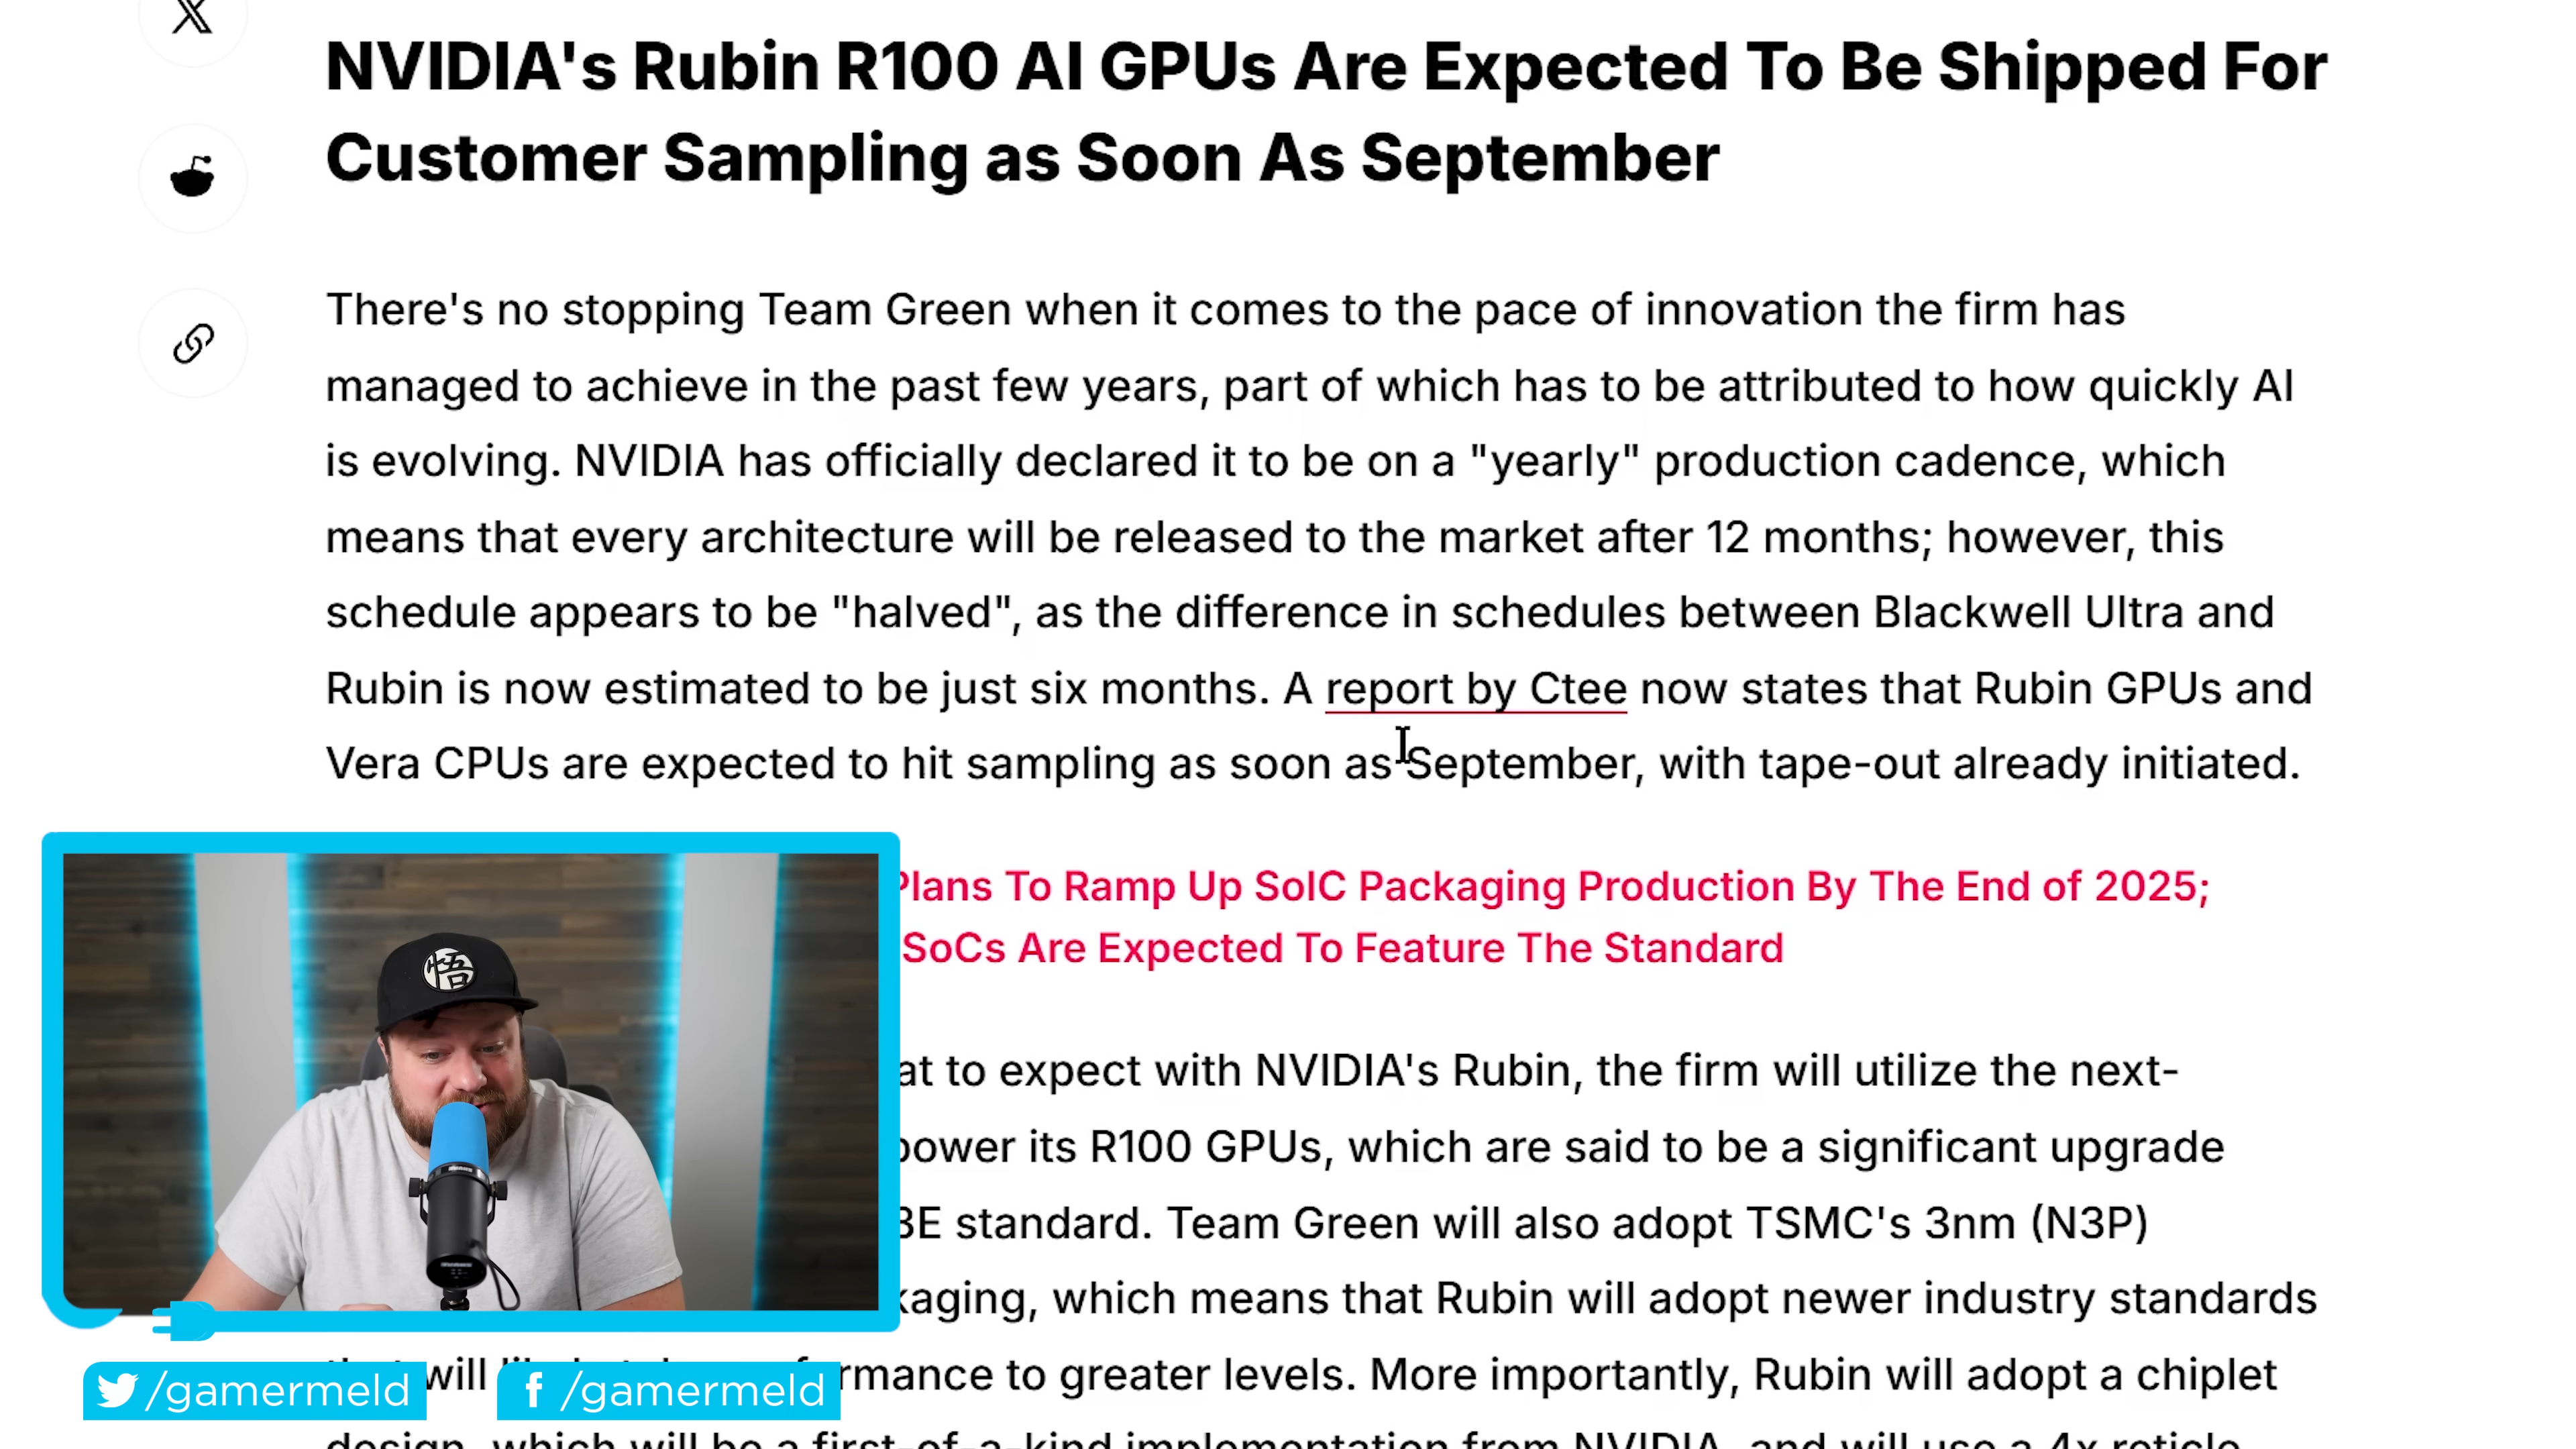 NVIDIA's Rubin R100 AI GPUs Are Expected To Be Shipped For
Customer Sampling as Soon As September
There's no stopping Team Green when it comes to the pace of innovation the firm has
managed to achieve in the past few years, part of which has to be attributed to how quickly AI
is evolving. NVIDIA has officially declared it to be on a "yearly" production cadence, which
means that every architecture will be released to the market after 12 months; however, this
schedule appears to be "halved", as the difference in schedules between Blackwell Ultra and
Rubin is now estimated to be just six months. A report by Ctee now states that Rubin GPUs and
Vera CPUs are expected to hit sampling as soon as September, with tape-out already initiated.
Plans To Ramp Up SoIC Packaging Production By The End of 2025;
SoCs Are Expected To Feature The Standard
at to expect with NVIDIA's Rubin, the firm will utilize the next-
power its R100 GPUs, which are said to be a significant upgrade
3E standard. Team Green will also adopt TSMC's 3nm (N3P)
kaging, which means that Rubin will adopt newer industry standards
will rmance to greater levels. More importantly, Rubin will adopt a chiplet
design, which will be a first-of-a-kind implementation from NVIDIA, and will use a 4x reticle
悟
/gamermeld
/gamermeld